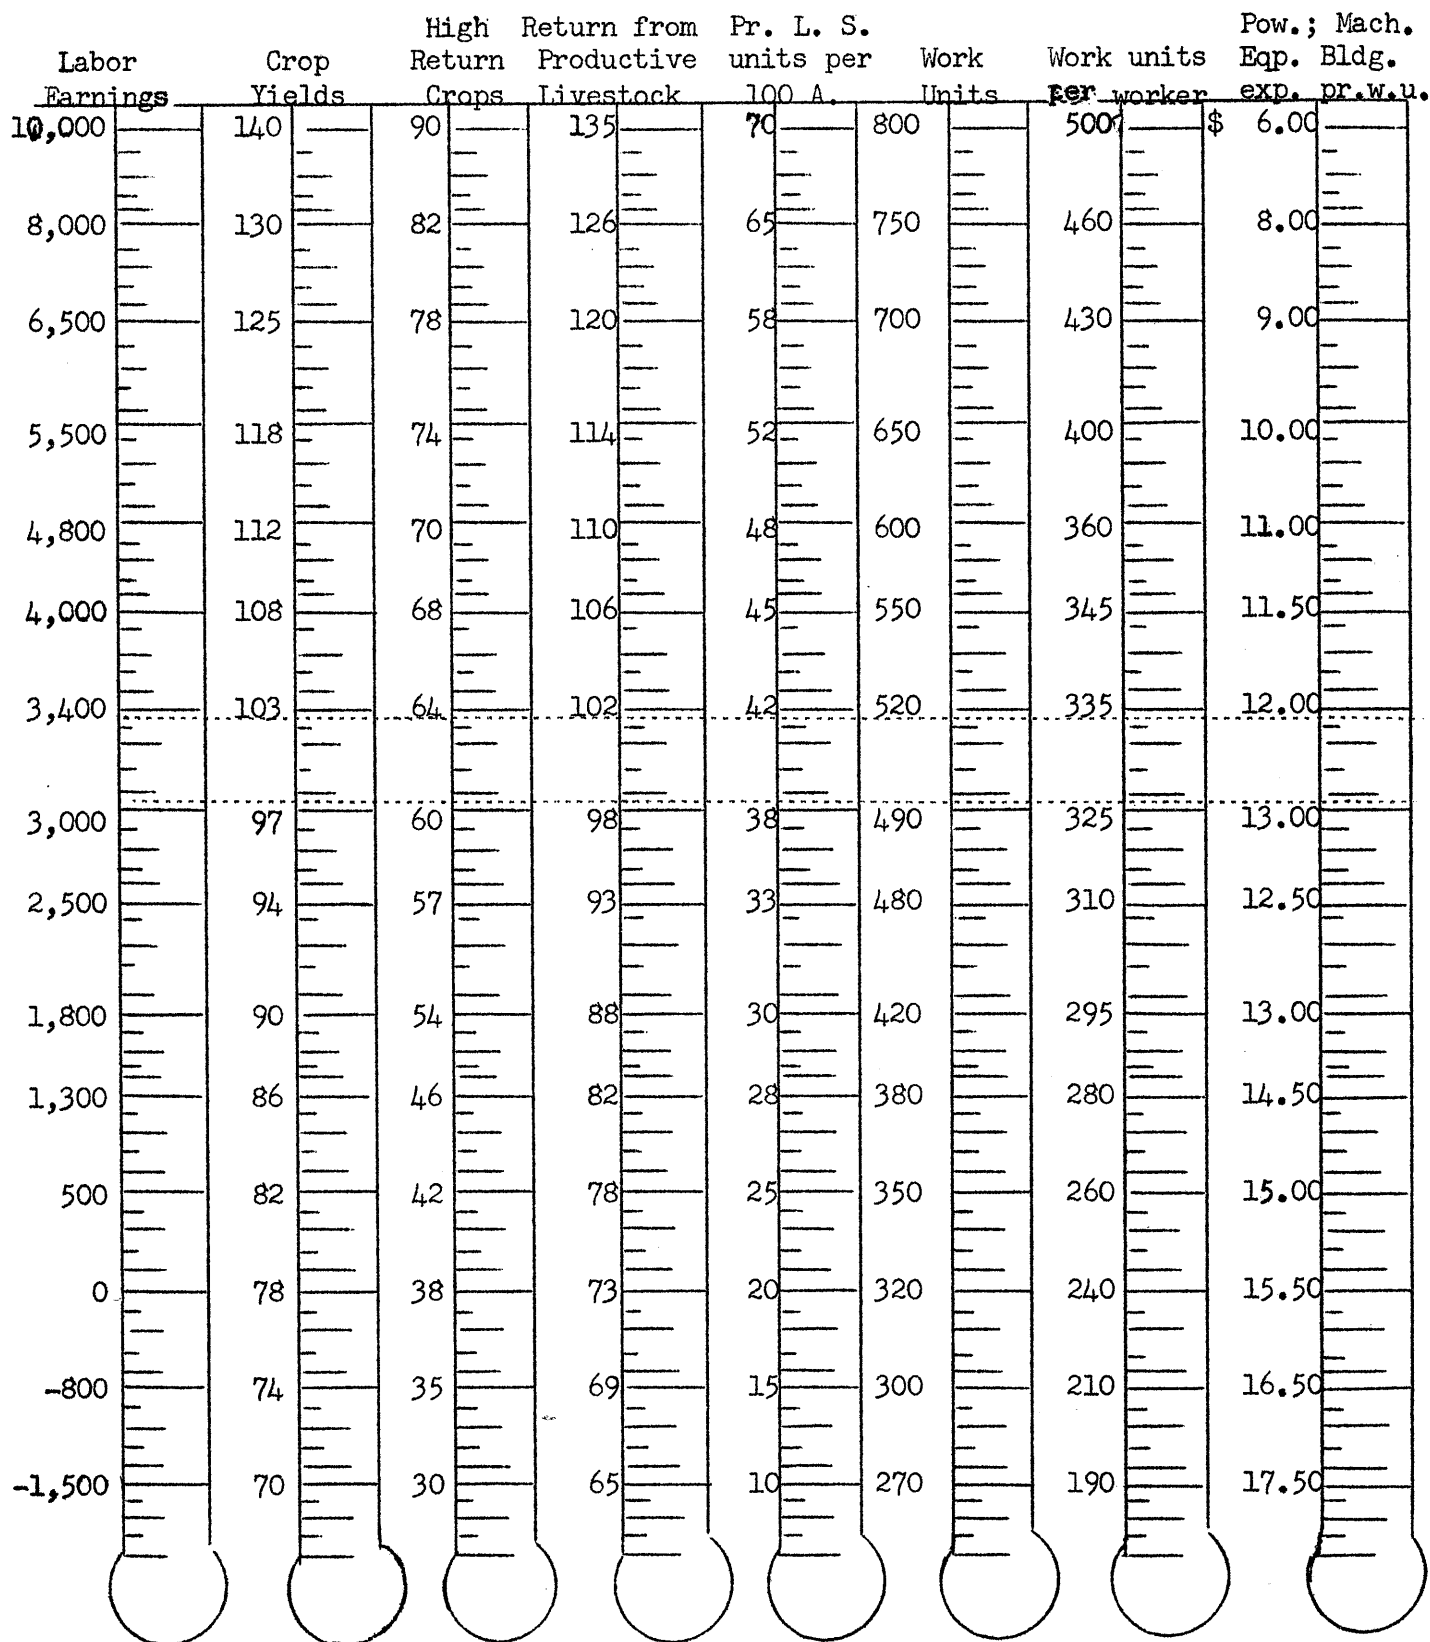 High Return from Pr. L. S. Pow.; Mach.
Labor Crop Return Productive units per Work Work units Eqp. Bldg.
Earnings Yields Crops Livestock 100 A. Units per worker exp. pr.w.u.
10,000 140 90 135 70 800 500 $ 6.00
8,000 130 82 126 65 750 460 8.00
6,500 125 78 120 58 700 430 9.00
5,500 118 74 114 52 650 400 10.00
4,800 112 70 110 48 600 360 11.00
4,000 108 68 106 45 550 345 11.50
3,400 103 64 102 42 520 335 12.00
3,000 97 60 98 38 490 325 13.00
2,500 94 57 93 33 480 310 12.50
1,800 90 54 88 30 420 295 13.00
1,300 86 46 82 28 380 280 14.50
500 82 42 78 25 350 260 15.00
0 78 38 73 20 320 240 15.50
-800 74 35 69 15 300 210 16.50
-1,500 70 30 65 10 270 190 17.50